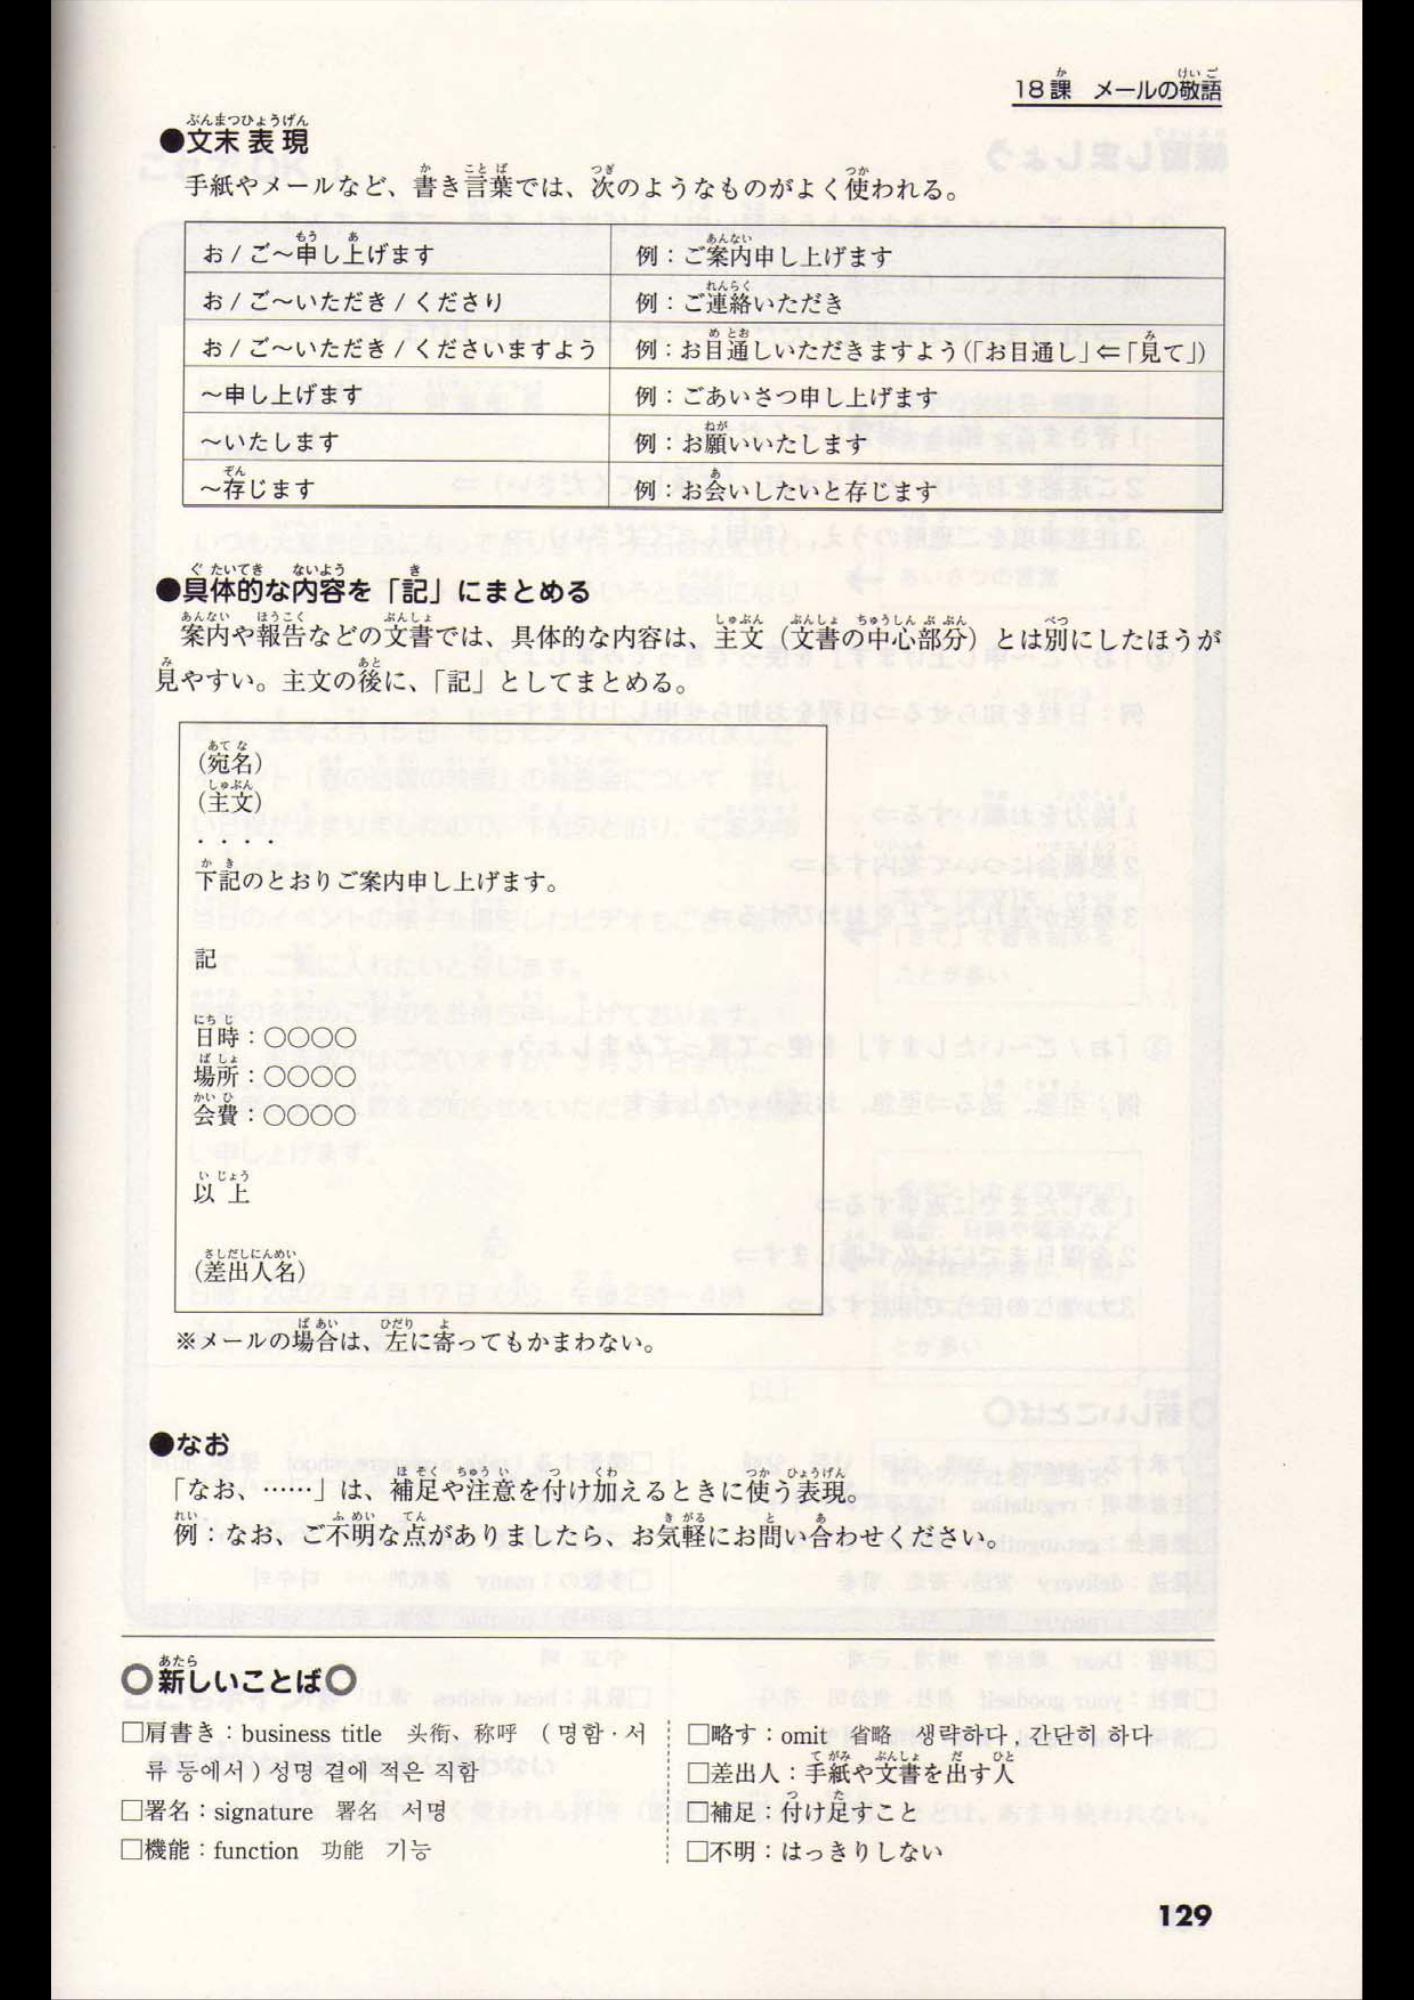 18課　メールの敬語
●文末表現
手紙やメールなど、書き言葉では、次のようなものがよく使われる。
お / ご〜申し上げます　例：ご案内申し上げます
お / ご〜いただき / くださり　例：ご連絡いただき
お / ご〜いただき / くださいますよう　例：お目通しいただきますよう(「お目通し」⇐「見て」)
〜申し上げます　例：ごあいさつ申し上げます
〜いたします　例：お願いいたします
〜存じます　例：お会いしたいと存じます
●具体的な内容を「記」にまとめる
案内や報告などの文書では、具体的な内容は、主文（文書の中心部分）とは別にしたほうが
見やすい。主文の後に、「記」としてまとめる。
（宛名）
（主文）
・・・・
下記のとおりご案内申し上げます。
記
日時：○○○○
場所：○○○○
会費：○○○○
以上
（差出人名）
※メールの場合は、左に寄ってもかまわない。
●なお
「なお、……」は、補足や注意を付け加えるときに使う表現。
例：なお、ご不明な点がありましたら、お気軽にお問い合わせください。
○新しいことば○
□肩書き：business title　头衔、称呼　( 명함 · 서
류 등에서 ) 성명 곁에 적은 직함
□署名：signature　署名　서명
□機能：function　功能　기능
□略す：omit　省略　생략하다 , 간단히 하다
□差出人：手紙や文書を出す人
□補足：付け足すこと
□不明：はっきりしない
129